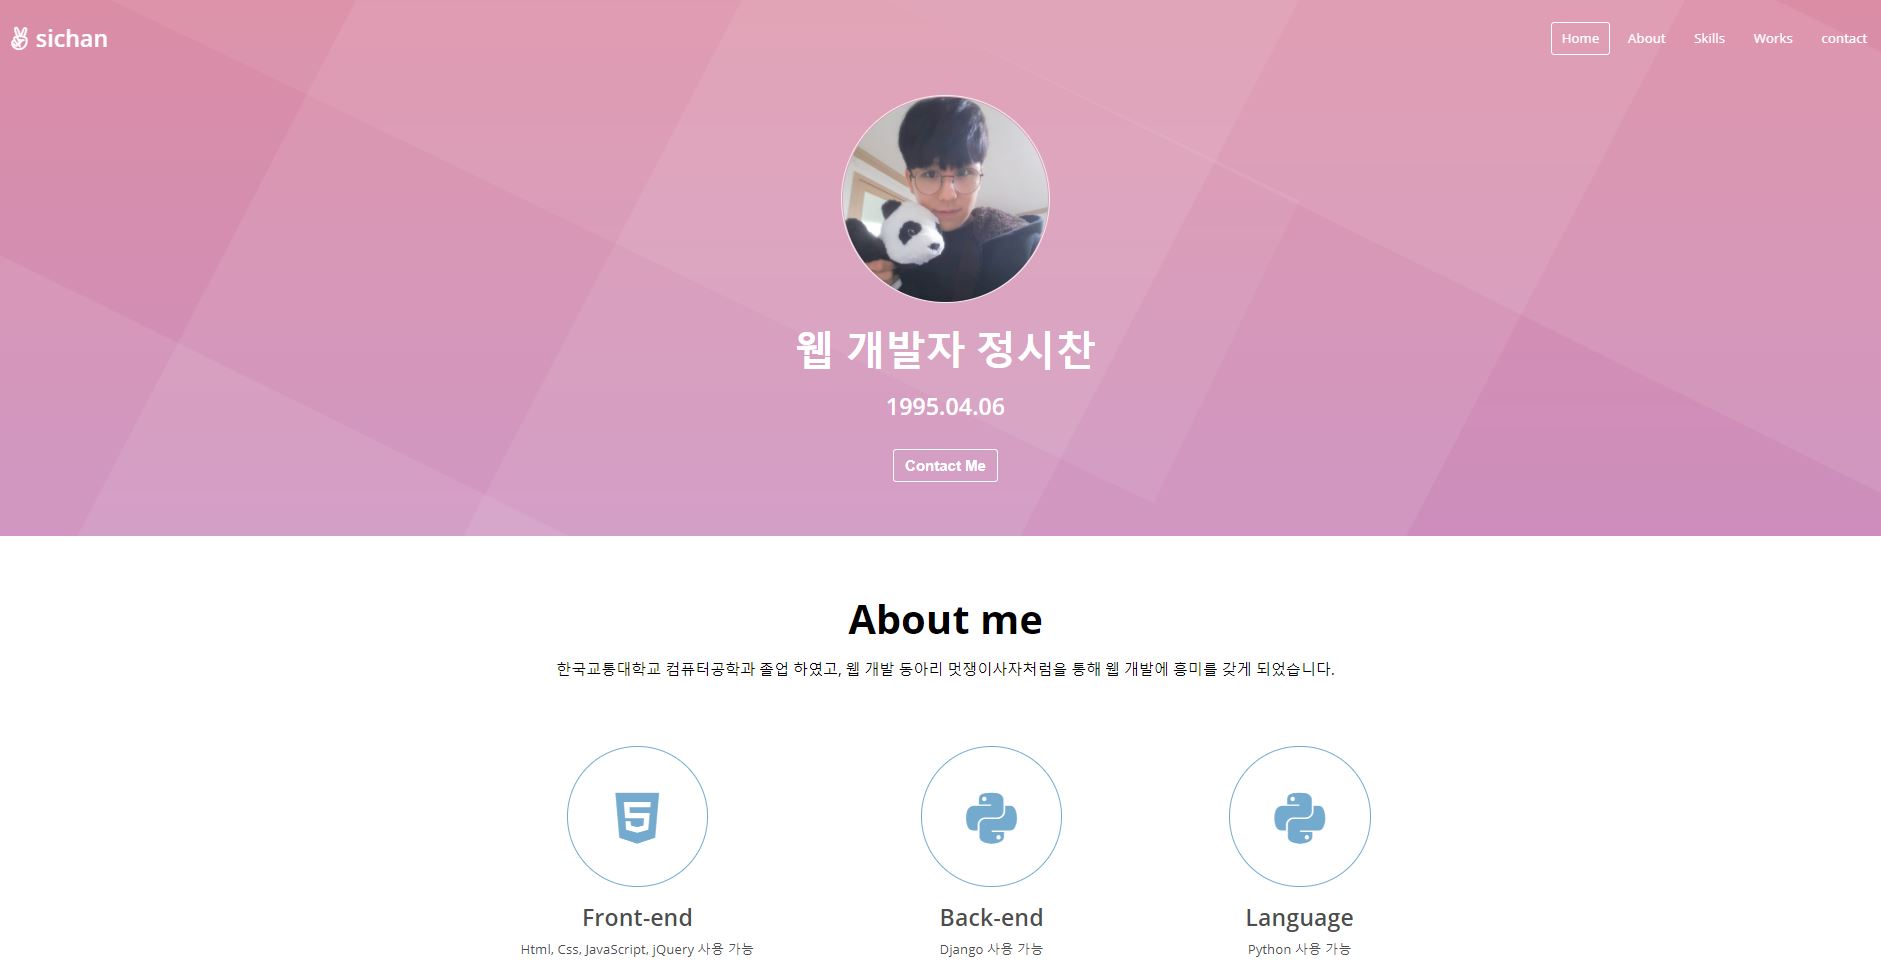 sichan
Home About Skills Works contact
웹 개발자 정시찬
1995.04.06
Contact Me
About me
한국교통대학교 컴퓨터공학과 졸업 하였고, 웹 개발 동아리 멋쟁이사자처럼을 통해 웹 개발에 흥미를 갖게 되었습니다.
Front-end
Html, Css, JavaScript, jQuery 사용 가능
Back-end
Django 사용 가능
Language
Python 사용 가능